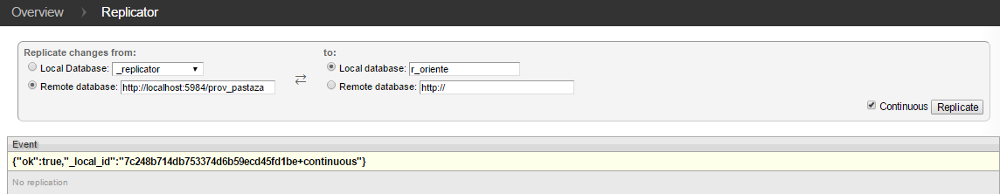 Overview › Replicator
Replicate changes from: to:
Local Database: _replicator Local database: r_oriente
Remote database: http://localhost:5984/prov_pastaza Remote database: http://
Continuous Replicate
Event
{"ok":true,"_local_id":"7c248b714db753374d6b59ecd45fd1be+continuous"}
No replication